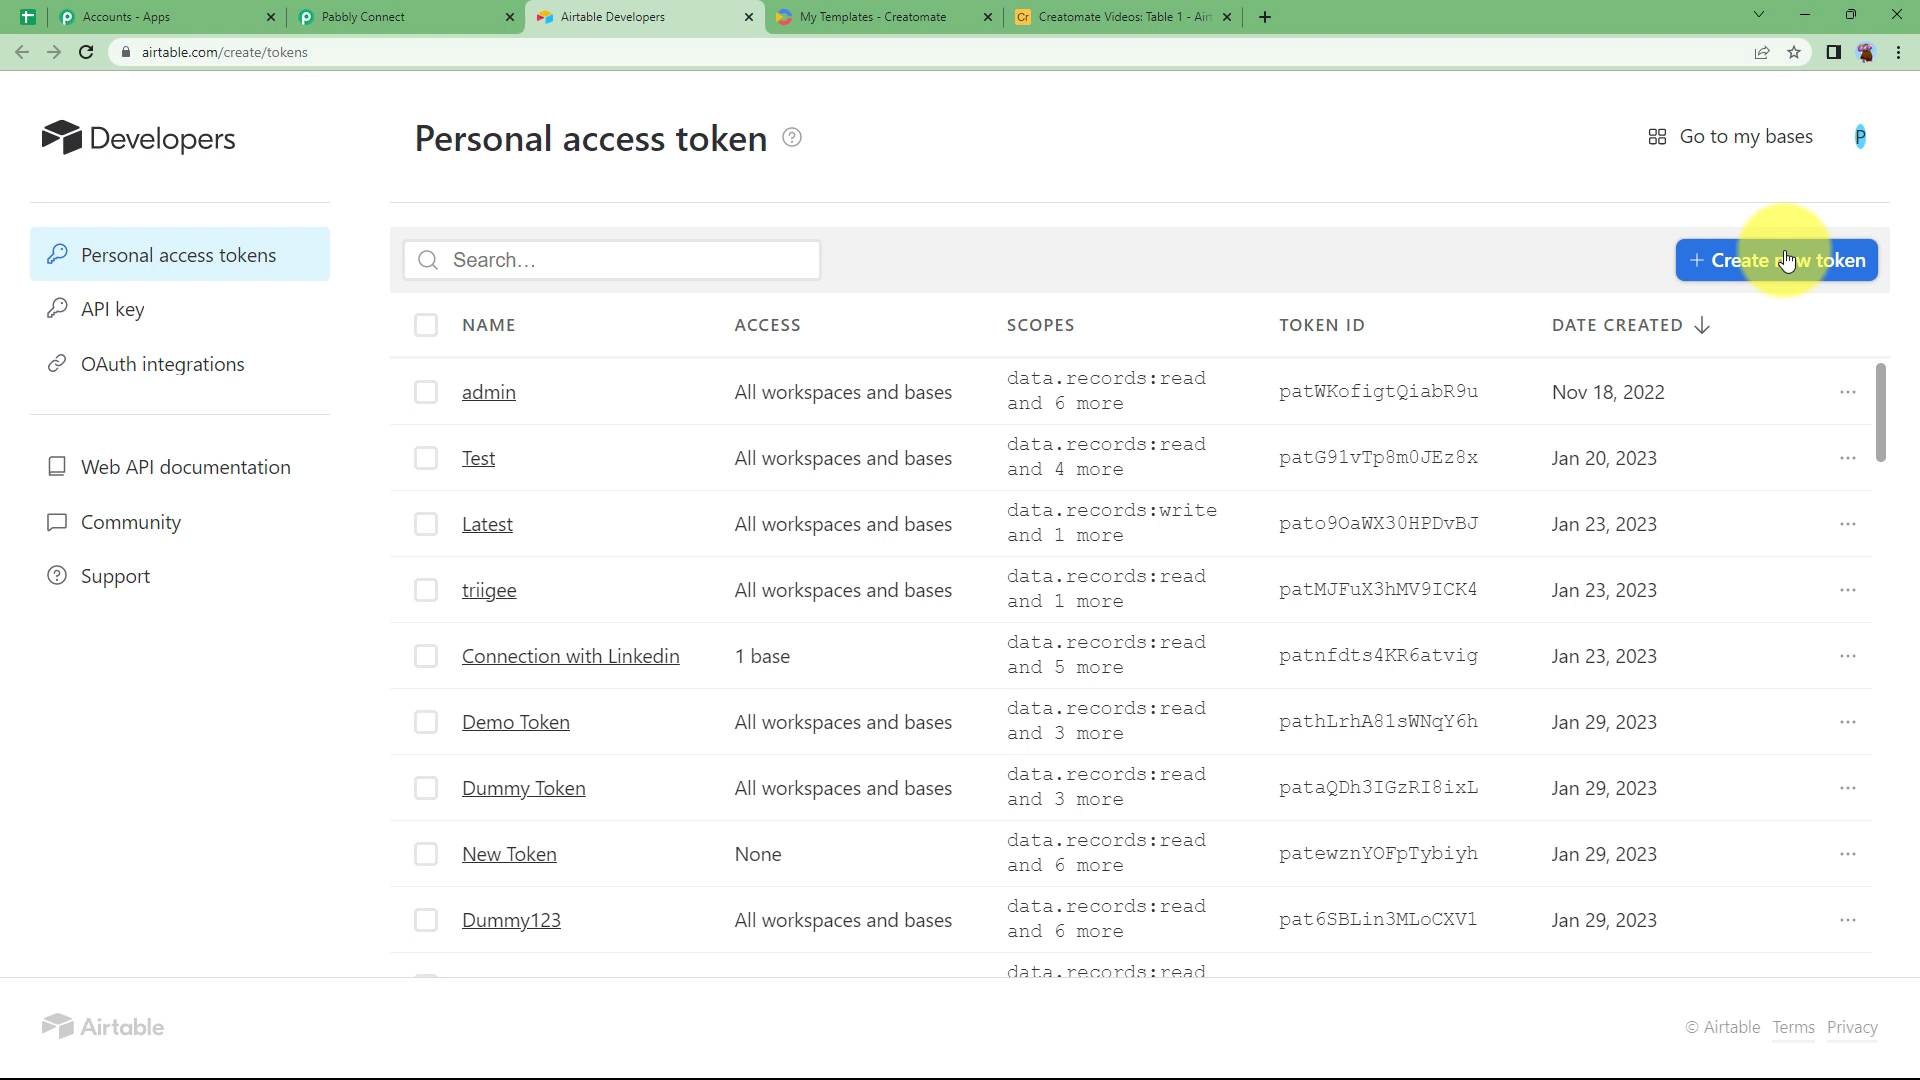 Accounts - Apps
Pabbly Connect
Airtable Developers
My Templates - Creatomate
Cr Creatomate Videos: Table 1 - Air
airtable.com/create/tokens
Developers
Personal access token ?
Go to my bases P
Personal access tokens
API key
OAuth integrations
Web API documentation
Community
Support
Search...
+ Create new token
NAME ACCESS SCOPES TOKEN ID DATE CREATED
admin All workspaces and bases data.records:read and 6 more patWKofigtQiabR9u Nov 18, 2022
Test All workspaces and bases data.records:read and 4 more patG91vTp8m0JEz8x Jan 20, 2023
Latest All workspaces and bases data.records:write and 1 more pato9OaWX30HPDvBJ Jan 23, 2023
triigee All workspaces and bases data.records:read and 1 more patMJFuX3hMV9ICK4 Jan 23, 2023
Connection with Linkedin 1 base data.records:read and 5 more patnfdts4KR6atvig Jan 23, 2023
Demo Token All workspaces and bases data.records:read and 3 more pathLrhA81sWNqY6h Jan 29, 2023
Dummy Token All workspaces and bases data.records:read and 3 more pataQDh3IGzRI8ixL Jan 29, 2023
New Token None data.records:read and 6 more patewznYOFpTybiyh Jan 29, 2023
Dummy123 All workspaces and bases data.records:read and 6 more pat6SBLin3MLoCXV1 Jan 29, 2023
data.records:read
Airtable
© Airtable Terms Privacy